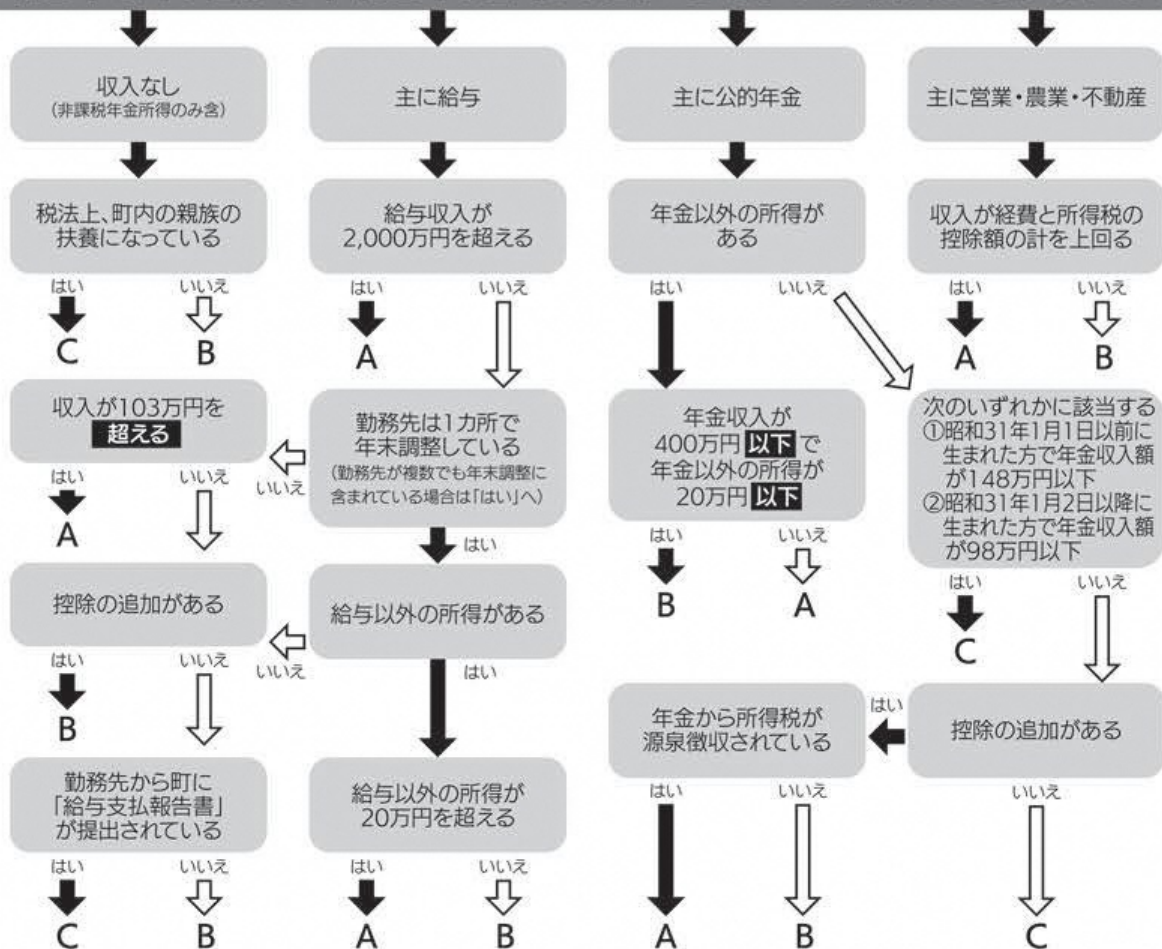 収入なし
(非課税年金所得のみ含)
主に給与
主に公的年金
主に営業・農業・不動産
税法上、町内の親族の
扶養になっている
給与収入が
2,000万円を超える
年金以外の所得が
ある
収入が経費と所得税の
控除額の計を上回る
はい
いいえ
はい
いいえ
はい
いいえ
はい
いいえ
C
B
A
A
B
収入が103万円を
超える
いいえ
勤務先は1カ所で
年末調整している
(勤務先が複数でも年末調整に
含まれている場合は「はい」へ)
年金収入が
400万円 以下 で
年金以外の所得が
20万円 以下
次のいずれかに該当する
①昭和31年1月1日以前に
生まれた方で年金収入額
が148万円以下
②昭和31年1月2日以降に
生まれた方で年金収入額
が98万円以下
はい
いいえ
A
はい
はい
いいえ
B
A
はい
いいえ
C
控除の追加がある
いいえ
給与以外の所得がある
はい
いいえ
B
はい
年金から所得税が
源泉徴収されている
はい
控除の追加がある
勤務先から町に
「給与支払報告書」
が提出されている
給与以外の所得が
20万円を超える
はい
いいえ
はい
いいえ
はい
いいえ
いいえ
C
B
A
B
A
B
C